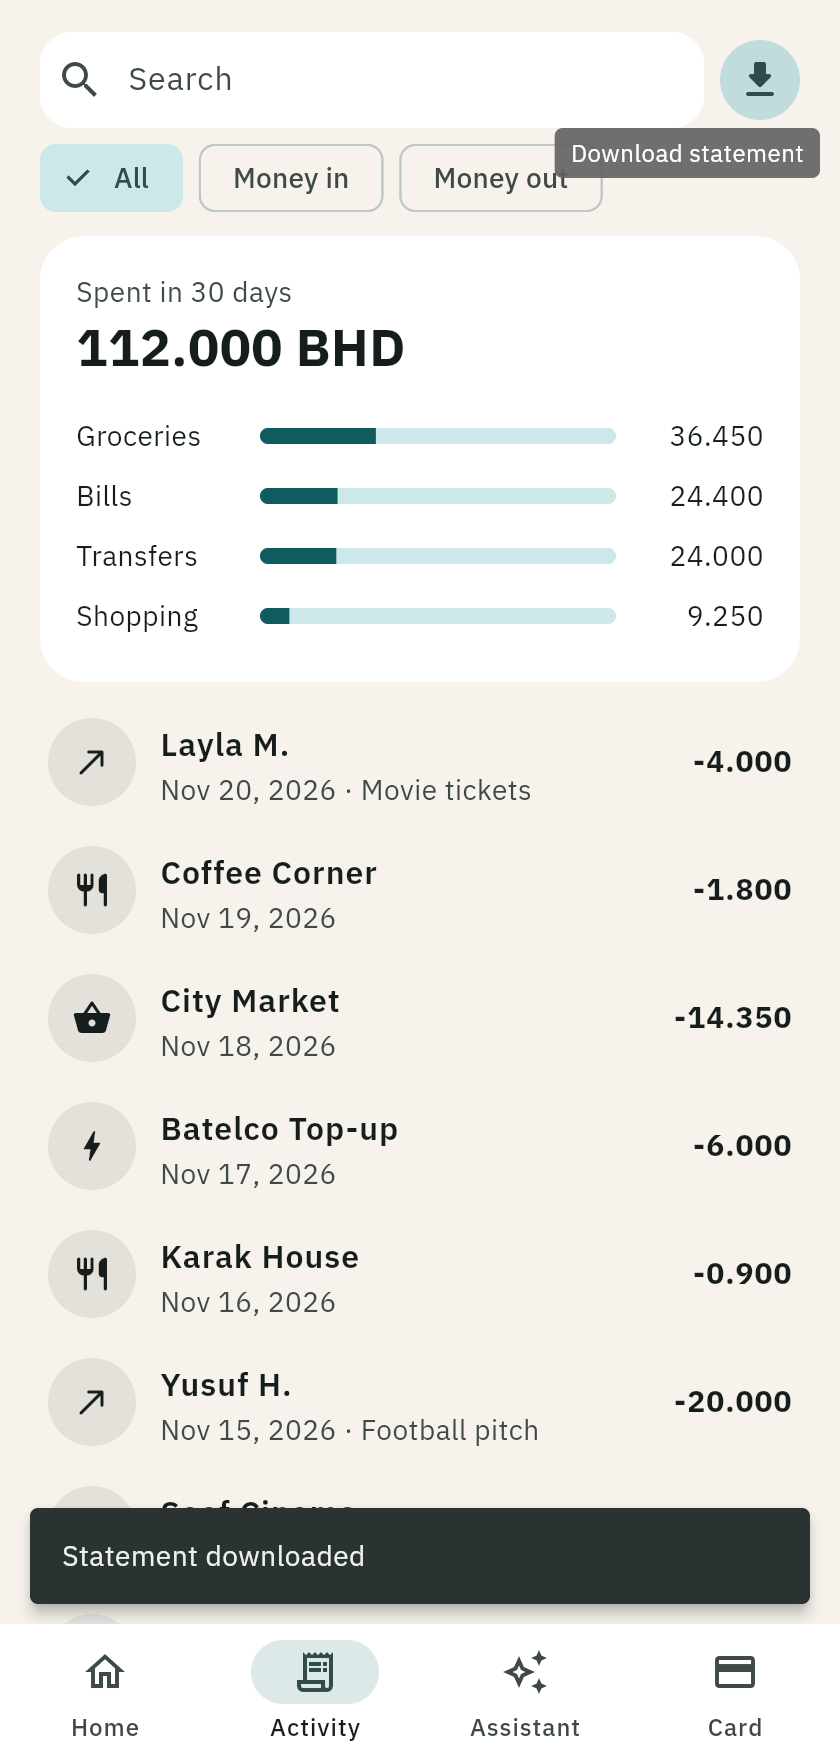 Search
Download statement
All
Money in
Money out
Spent in 30 days
112.000 BHD
Groceries 36.450
Bills 24.400
Transfers 24.000
Shopping 9.250
Layla M.
-4.000
Nov 20, 2026 · Movie tickets
Coffee Corner
-1.800
Nov 19, 2026
City Market
-14.350
Nov 18, 2026
Batelco Top-up
-6.000
Nov 17, 2026
Karak House
-0.900
Nov 16, 2026
Yusuf H.
-20.000
Nov 15, 2026 · Football pitch
Statement downloaded
Home
Activity
Assistant
Card